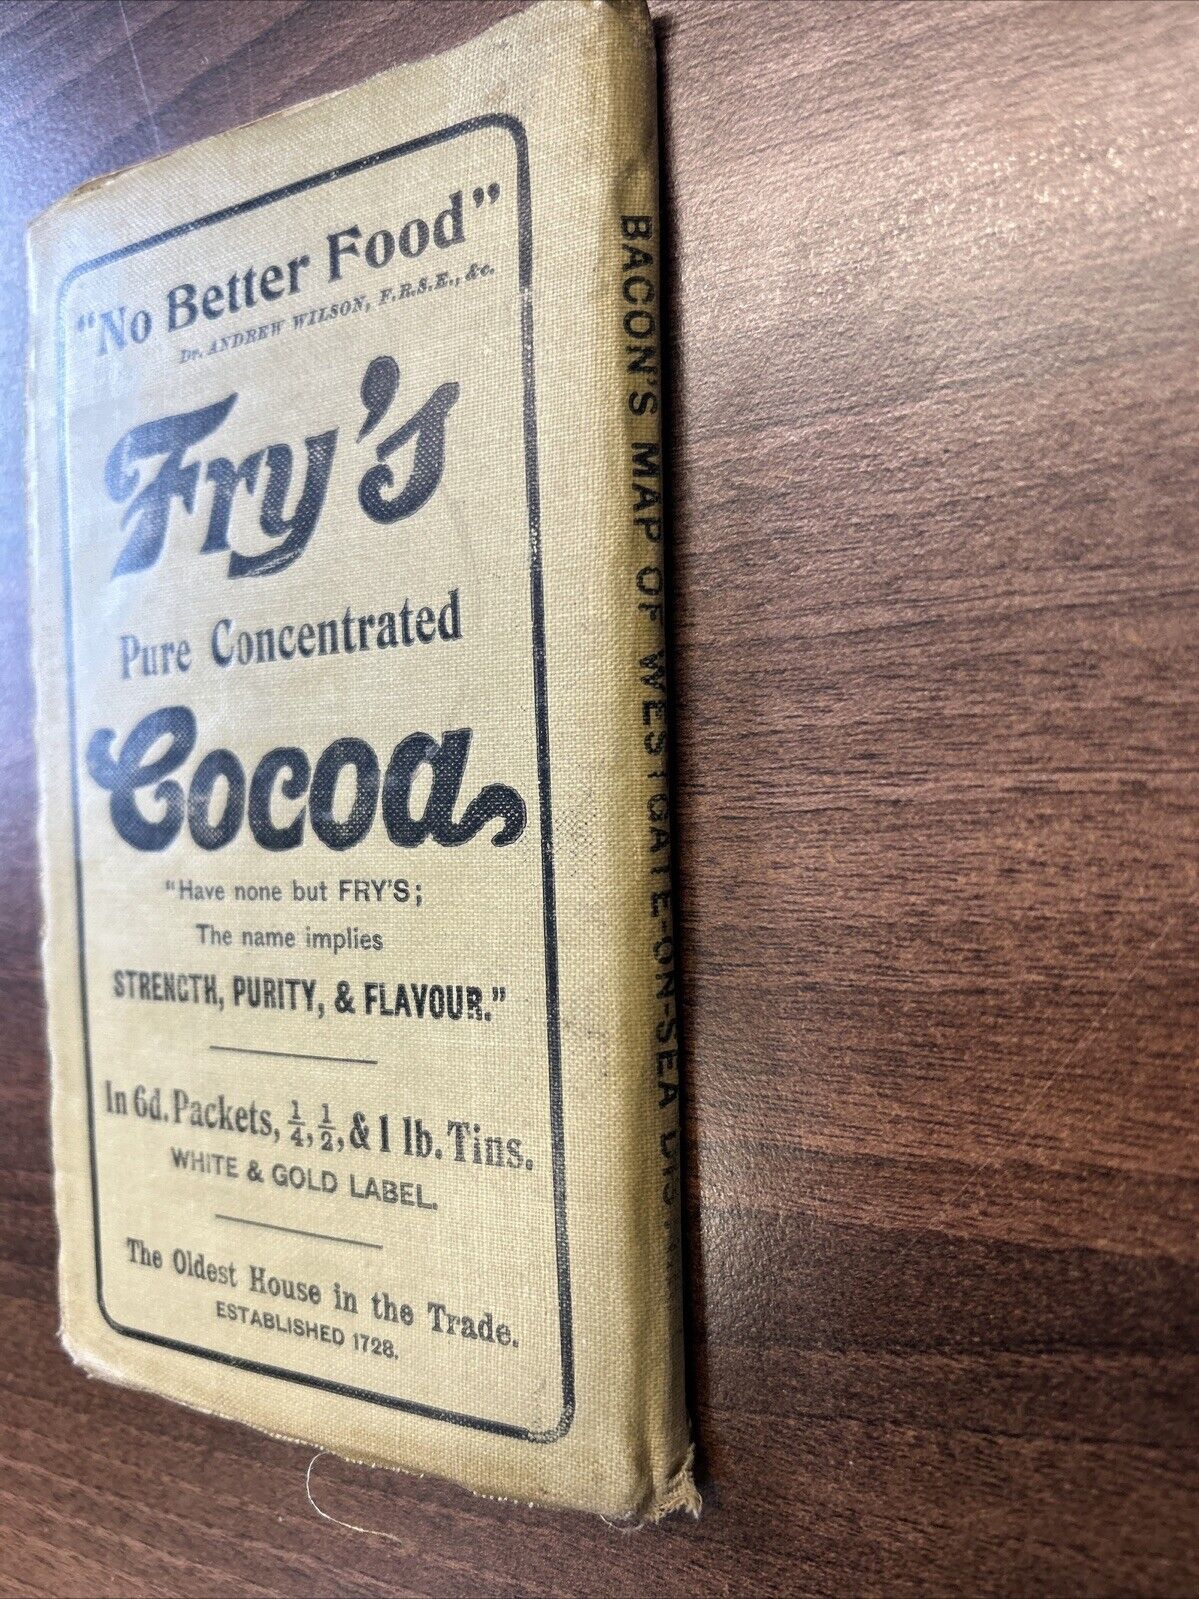 "No Better Food"
Dr. ANDREW WILSON, F.R.S.E., &c.
Fry's
Pure Concentrated
Cocoa
"Have none but FRY'S;
The name implies
STRENGTH, PURITY, & FLAVOUR."
In 6d. Packets, ¼, ½, & 1 lb. Tins.
WHITE & GOLD LABEL.
The Oldest House in the Trade.
ESTABLISHED 1728.
BACON'S MAP OF WESTGATE-ON-SEA